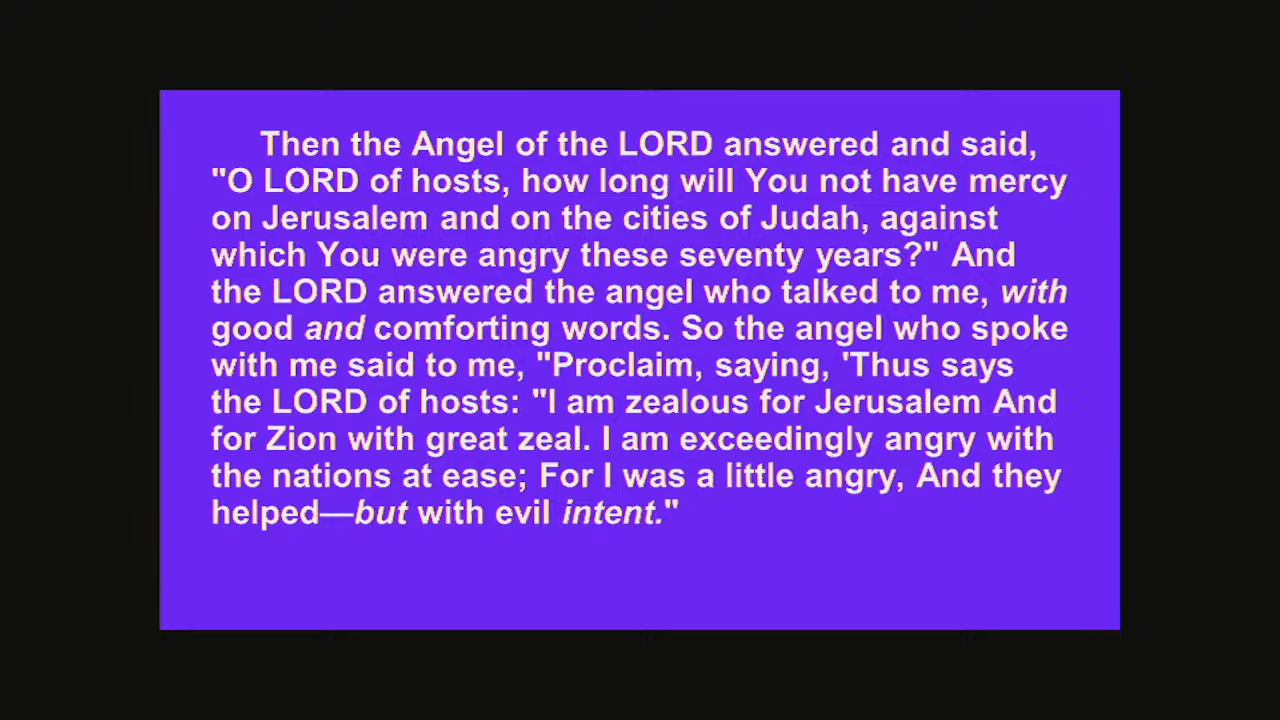 Then the Angel of the LORD answered and said,
"O LORD of hosts, how long will You not have mercy
on Jerusalem and on the cities of Judah, against
which You were angry these seventy years?" And
the LORD answered the angel who talked to me, with
good and comforting words. So the angel who spoke
with me said to me, "Proclaim, saying, 'Thus says
the LORD of hosts: "I am zealous for Jerusalem And
for Zion with great zeal. I am exceedingly angry with
the nations at ease; For I was a little angry, And they
helped—but with evil intent."